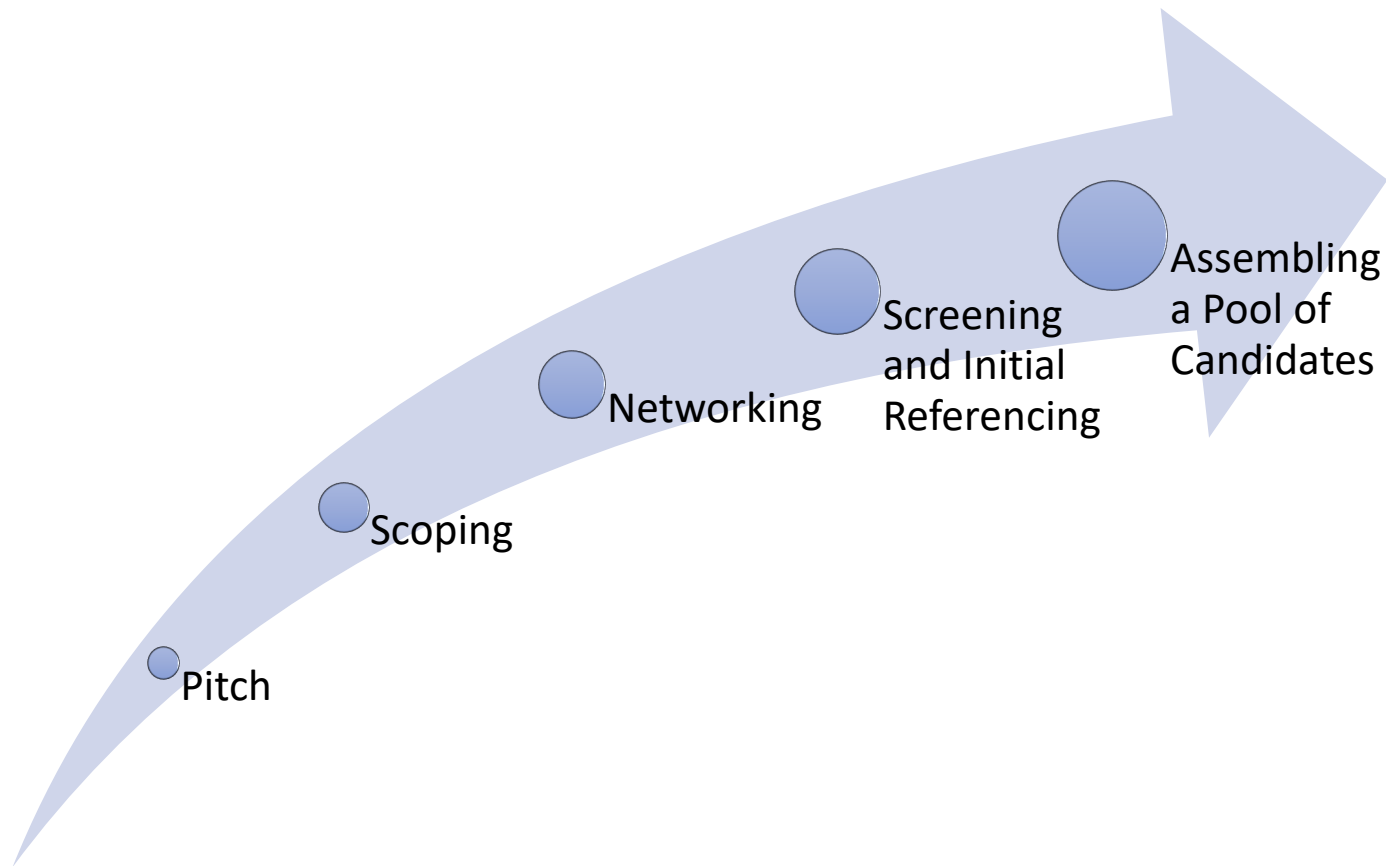 Pitch
Scoping
Networking
Screening
and Initial
Referencing
Assembling
a Pool of
Candidates